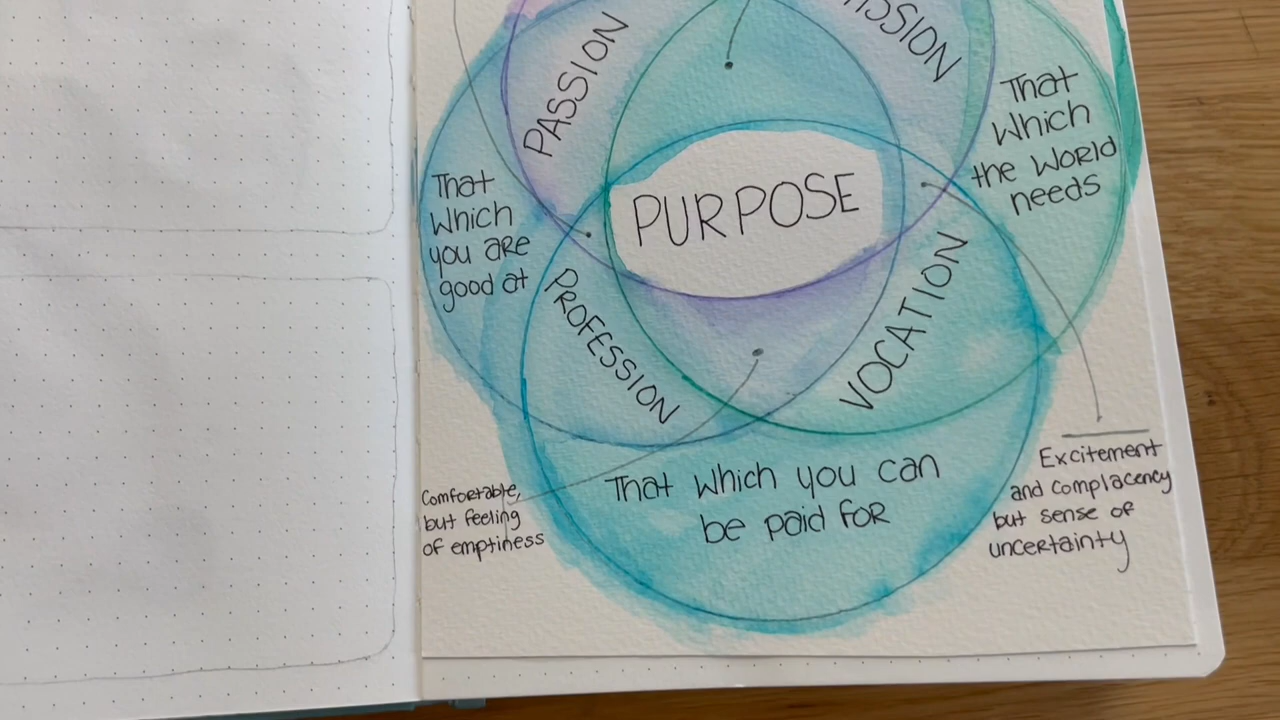 PASSION
That
Which
the World
needs
That
Which
you are
good at
PURPOSE
PROFESSION
VOCATION
That which you can
be paid for
Comfortable,
but feeling
of emptiness
Excitement
and complacency
but sense of
uncertainty